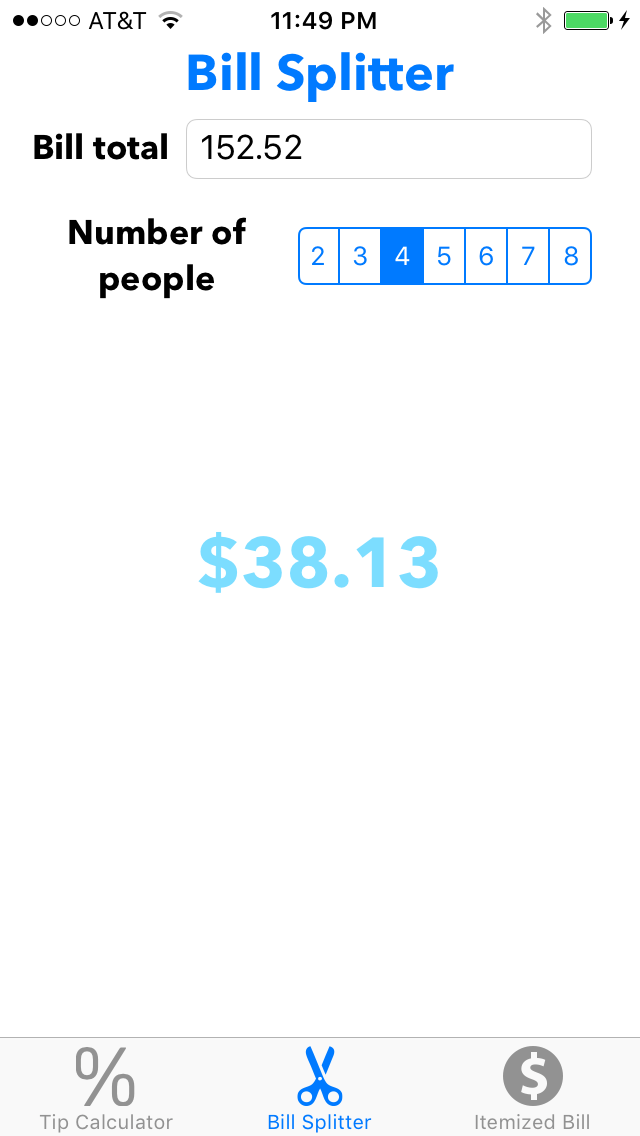 AT&T 11:49 PM
Bill Splitter
Bill total 152.52
Number of
people
2 3 4 5 6 7 8
$38.13
%
$
Tip Calculator Bill Splitter Itemized Bill